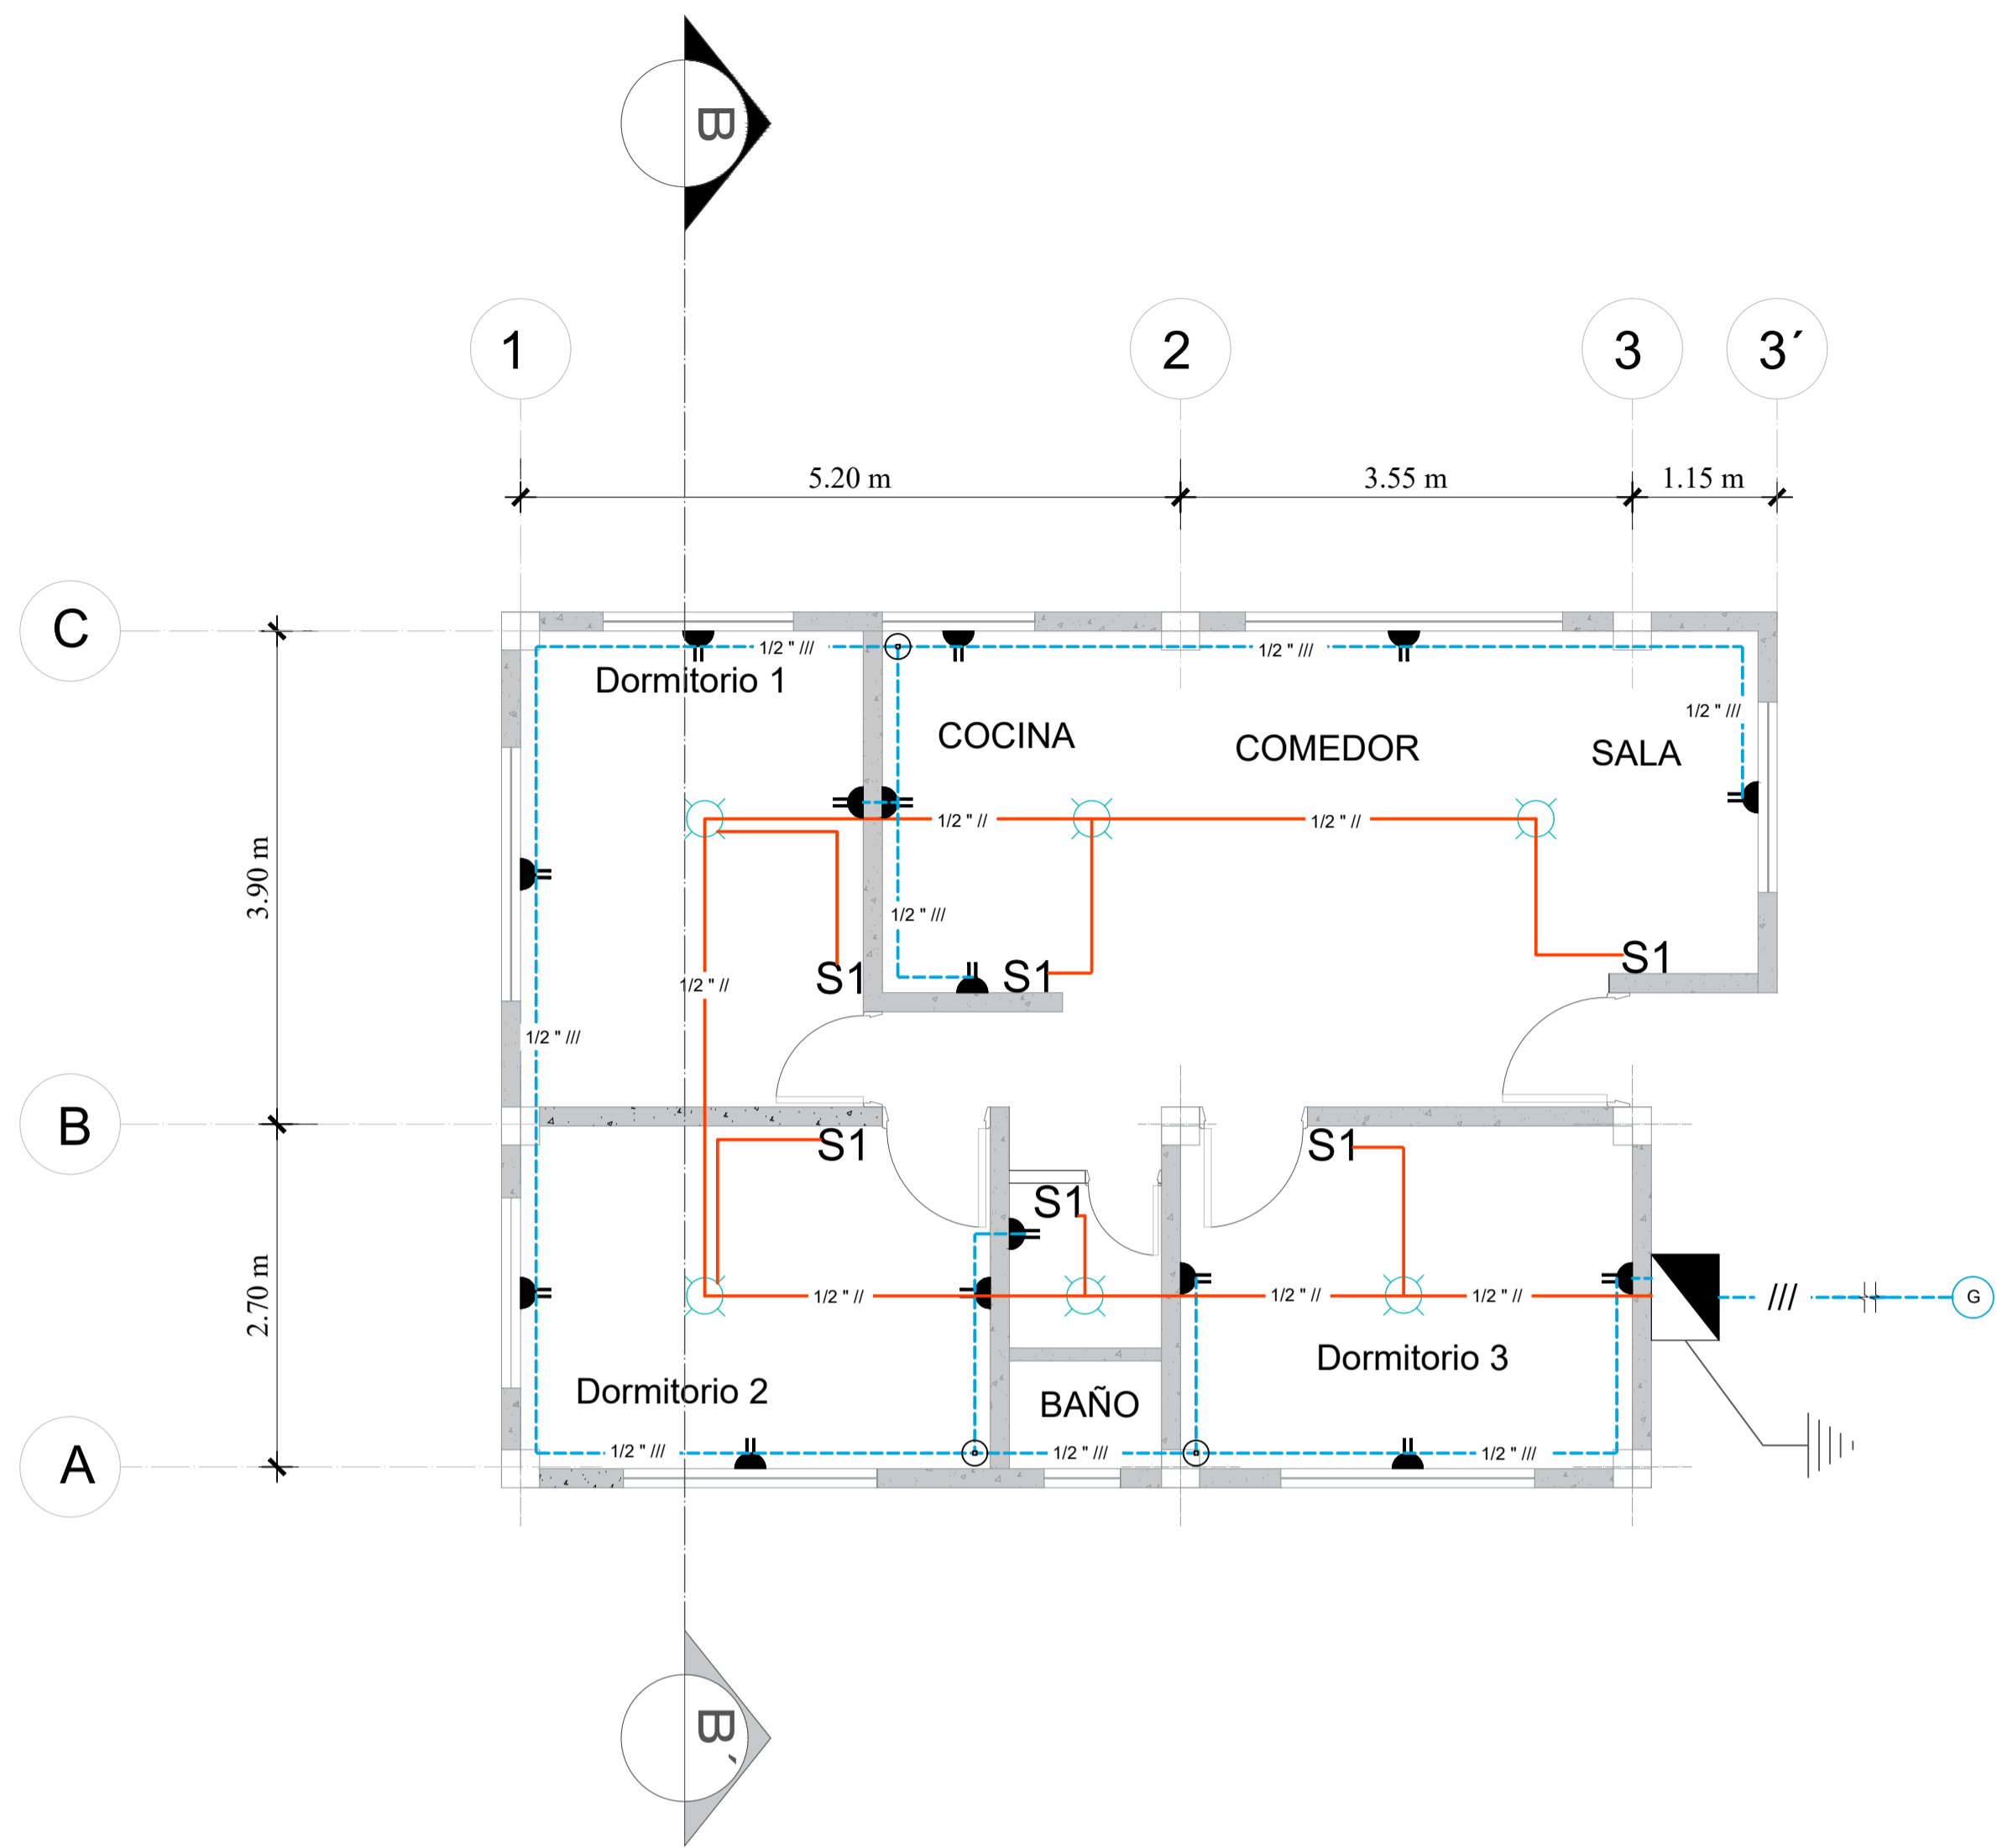 B
1
2
3
3´
5.20 m
3.55 m
1.15 m
C
1/2 " ///
1/2 " ///
Dormitorio 1
1/2 " ///
COCINA
COMEDOR
SALA
1/2 " //
1/2 " //
3.90 m
1/2 " ///
S1
S1
S1
1/2 " //
1/2 " ///
B
S1
S1
S1
2.70 m
1/2 " //
1/2 " //
1/2 " //
///
G
Dormitorio 3
Dormitorio 2
BAÑO
A
1/2 " ///
1/2 " ///
1/2 " ///
B´